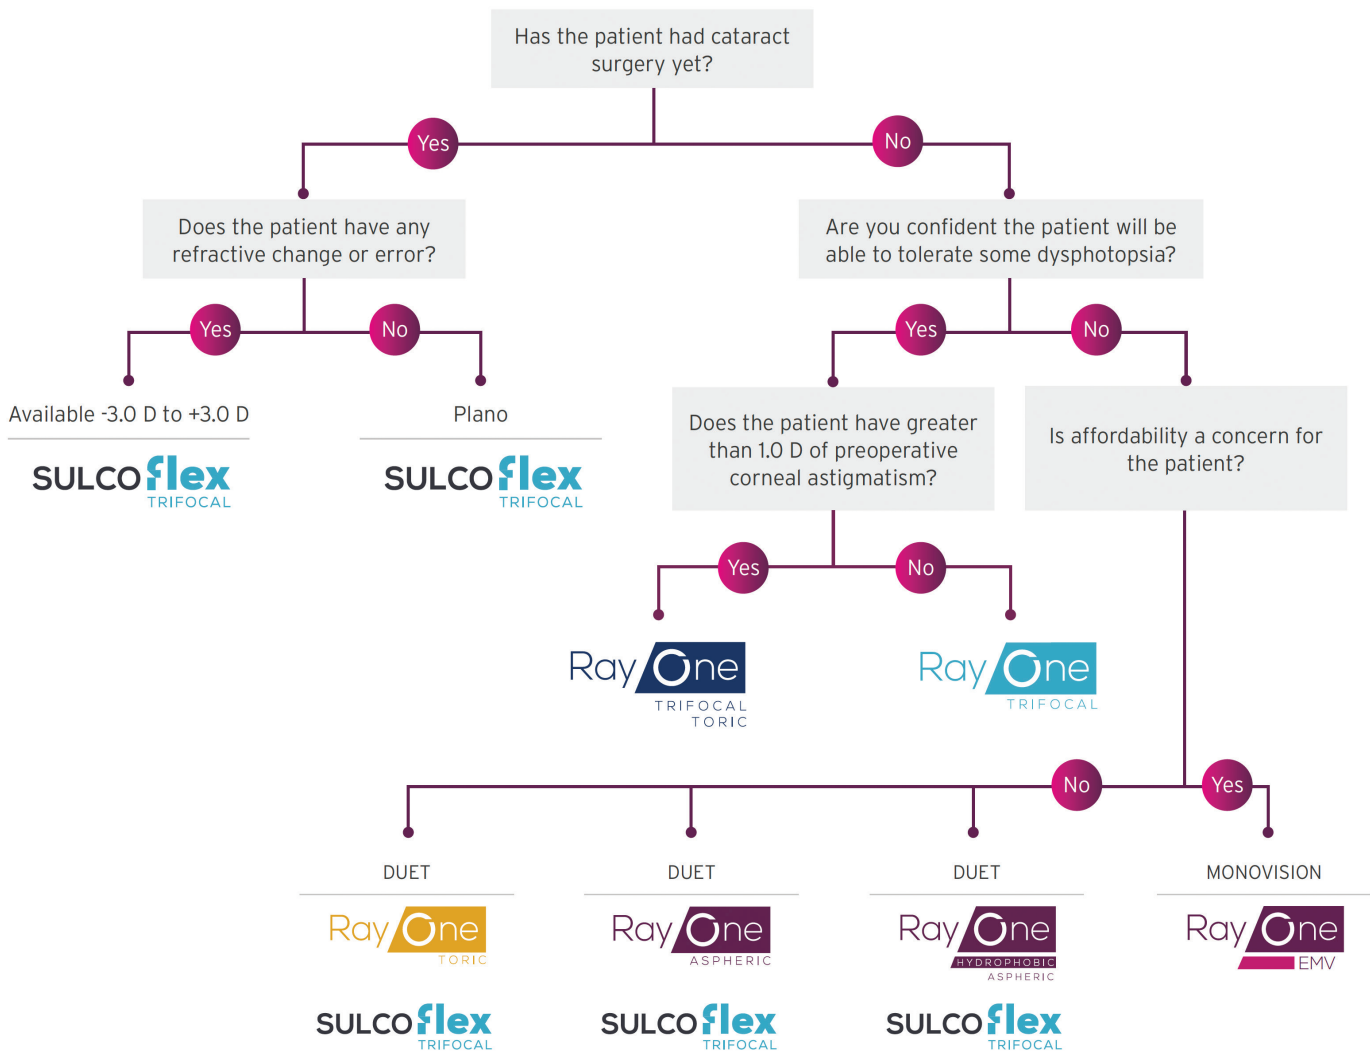 Has the patient had cataract
surgery yet?
Yes
No
Does the patient have any
refractive change or error?
Are you confident the patient will be
able to tolerate some dysphotopsia?
Yes
No
Yes
No
Available -3.0 D to +3.0 D
SULCOflex
TRIFOCAL
Plano
SULCOflex
TRIFOCAL
Does the patient have greater
than 1.0 D of preoperative
corneal astigmatism?
Is affordability a concern for
the patient?
Yes
No
RayOne
TRIFOCAL
TORIC
RayOne
TRIFOCAL
No
Yes
DUET
RayOne
TORIC
SULCOflex
TRIFOCAL
DUET
RayOne
ASPHERIC
SULCOflex
TRIFOCAL
DUET
RayOne
HYDROPHOBIC
ASPHERIC
SULCOflex
TRIFOCAL
MONOVISION
RayOne
EMV